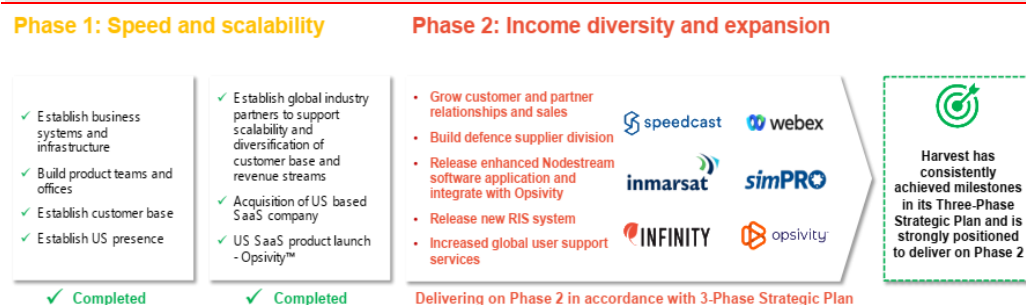 Phase 1: Speed and scalability
Phase 2: Income diversity and expansion
Establish business
systems and
infrastructure
Build product teams and
offices
Establish customer base
Establish US presence
Completed
Establish global industry
partners to support
scalability and
diversification of
customer base and
revenue streams
Acquisition of US based
SaaS company
US SaaS product launch
- Opsivity™
Completed
Grow customer and partner
relationships and sales
Build defence supplier division
Release enhanced Nodestream
software application and
integrate with Opsivity
Release new RIS system
Increased global user support
services
speedcast
webex
inmarsat
simPRO
INFINITY
opsivity
Delivering on Phase 2 in accordance with 3-Phase Strategic Plan
Harvest has
consistently
achieved milestones
in its Three-Phase
Strategic Plan and is
strongly positioned
to deliver on Phase 2